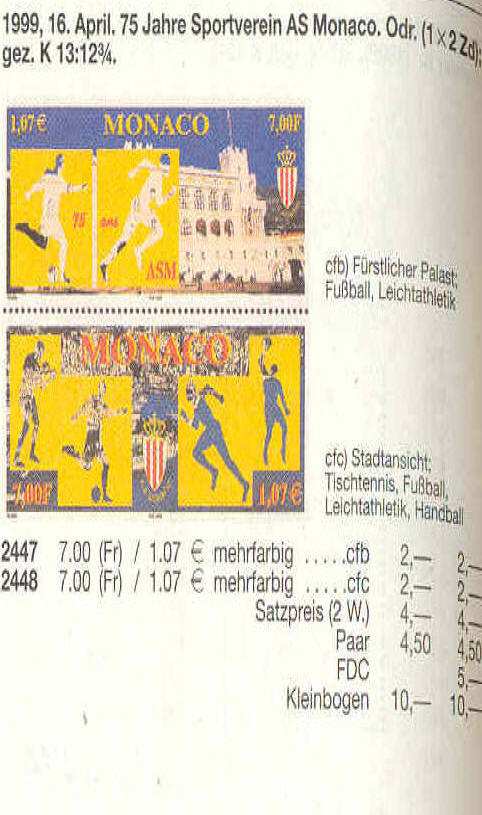 1999, 16. April. 75 Jahre Sportverein AS Monaco. Odr. (1×2 Zd);
gez. K 13:12¾.
1,07€ MONACO 7,00F
75 ans
ASM
cfb) Fürstlicher Palast;
Fußball, Leichtathletik
MONACO
7,00F 1,07€
cfc) Stadtansicht;
Tischtennis, Fußball,
Leichtathletik, Handball
2447 7.00 (Fr) / 1.07 € mehrfarbig .....cfb 2,— 2,—
2448 7.00 (Fr) / 1.07 € mehrfarbig .....cfc 2,— 2,—
Satzpreis (2 W.) 4,— 4,—
Paar 4,50 4,50
FDC 5,—
Kleinbogen 10,— 10,—